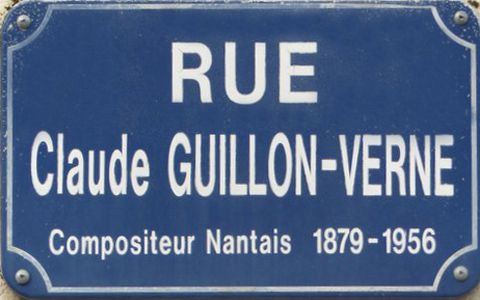 RUE
Claude GUILLON-VERNE
Compositeur Nantais 1879-1956